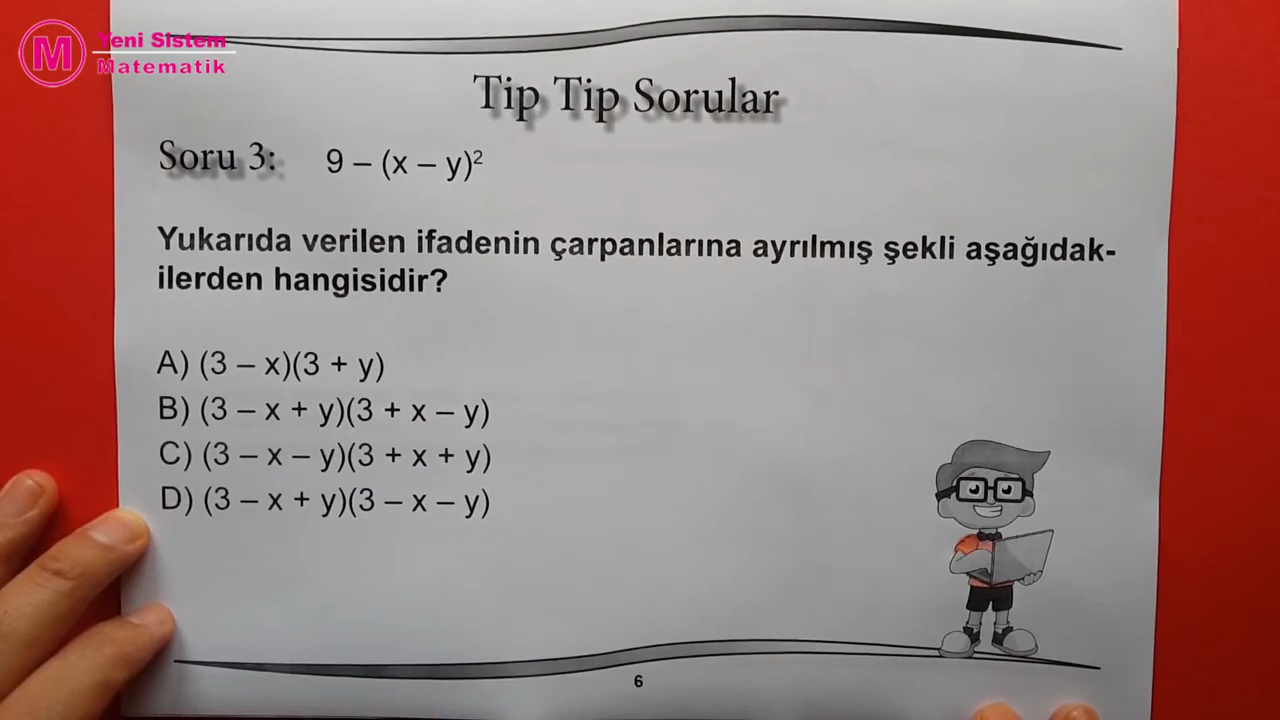 M
Yeni Sistem
Matematik
Tip Tip Sorular
Soru 3: 9 – (x – y)²
Yukarıda verilen ifadenin çarpanlarına ayrılmış şekli aşağıdak-
ilerden hangisidir?
A) (3 – x)(3 + y)
B) (3 – x + y)(3 + x – y)
C) (3 – x – y)(3 + x + y)
D) (3 – x + y)(3 – x – y)
6